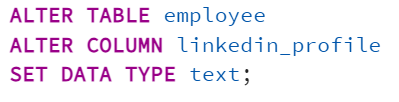 ALTER TABLE employee
ALTER COLUMN linkedin_profile
SET DATA TYPE text;